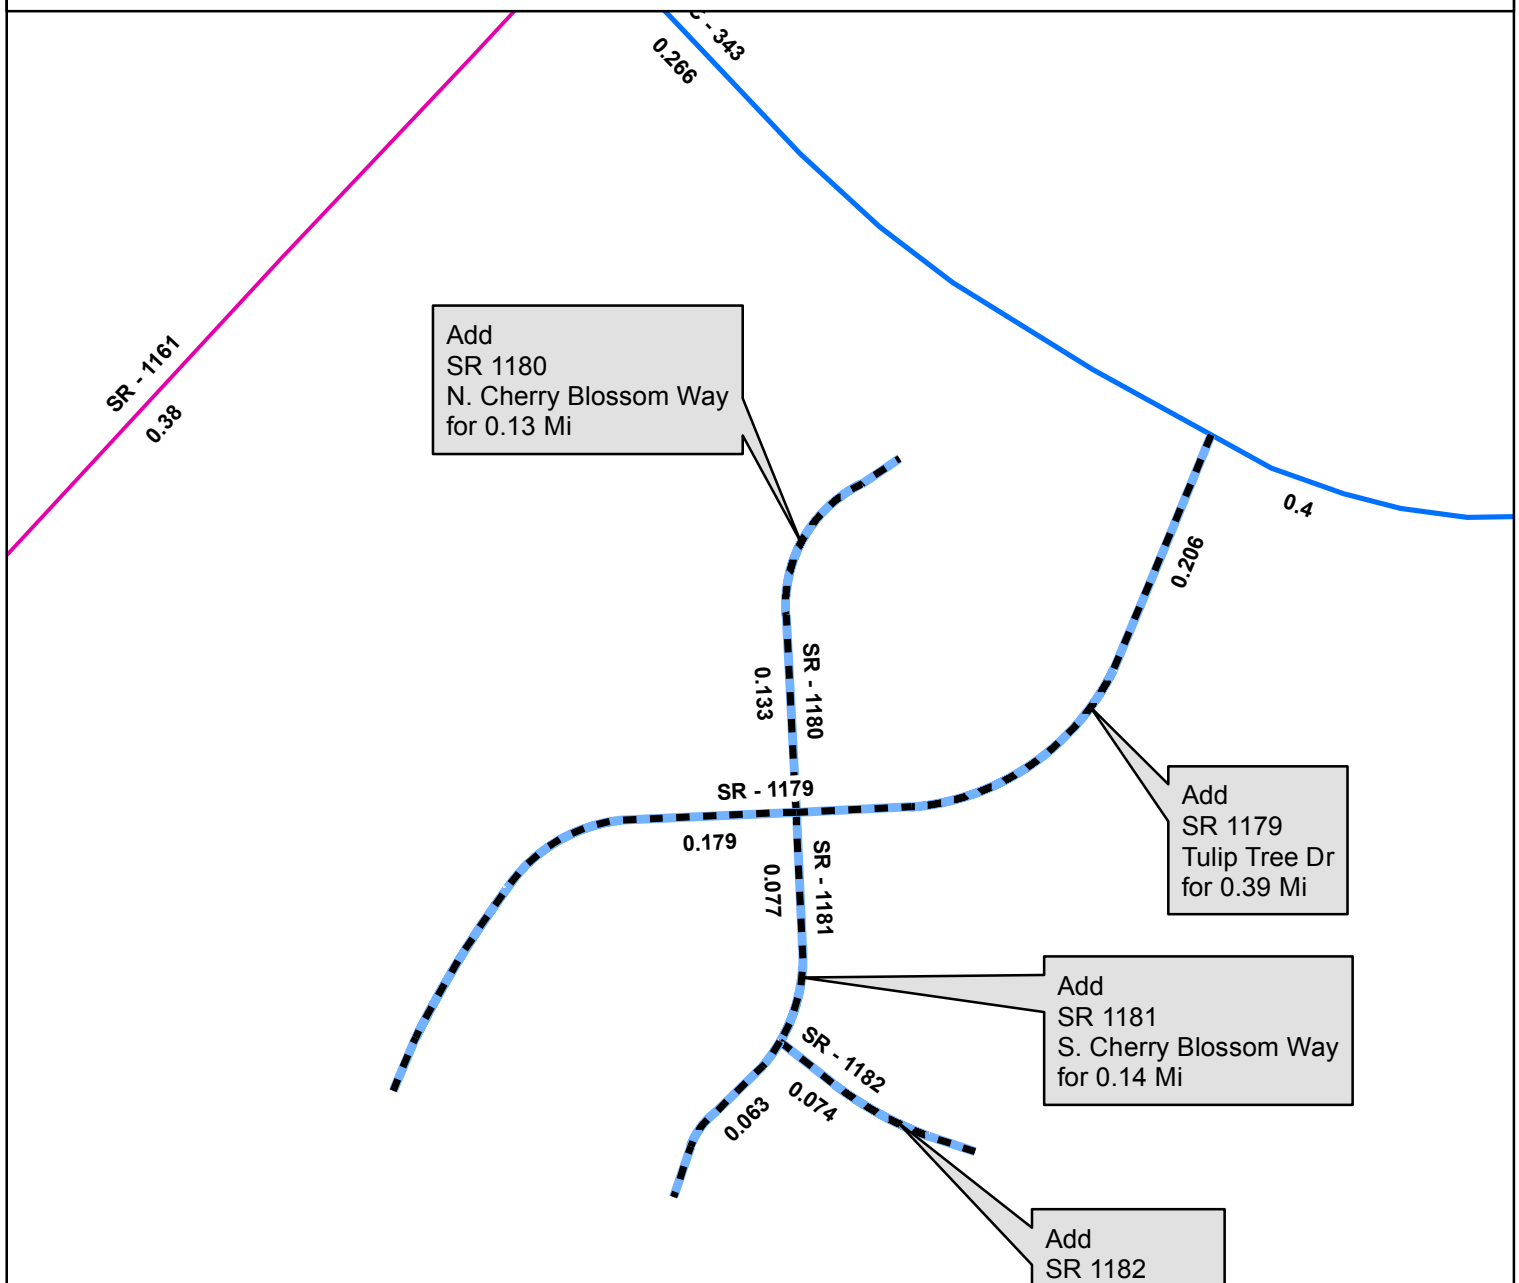 - 343
0.266
SR - 1161
0.38
Add
SR 1180
N. Cherry Blossom Way
for 0.13 Mi
0.4
0.206
SR - 1180
0.133
SR - 1179
0.179
Add
SR 1179
Tulip Tree Dr
for 0.39 Mi
SR - 1181
0.077
Add
SR 1181
S. Cherry Blossom Way
for 0.14 Mi
SR - 1182
0.074
0.063
Add
SR 1182